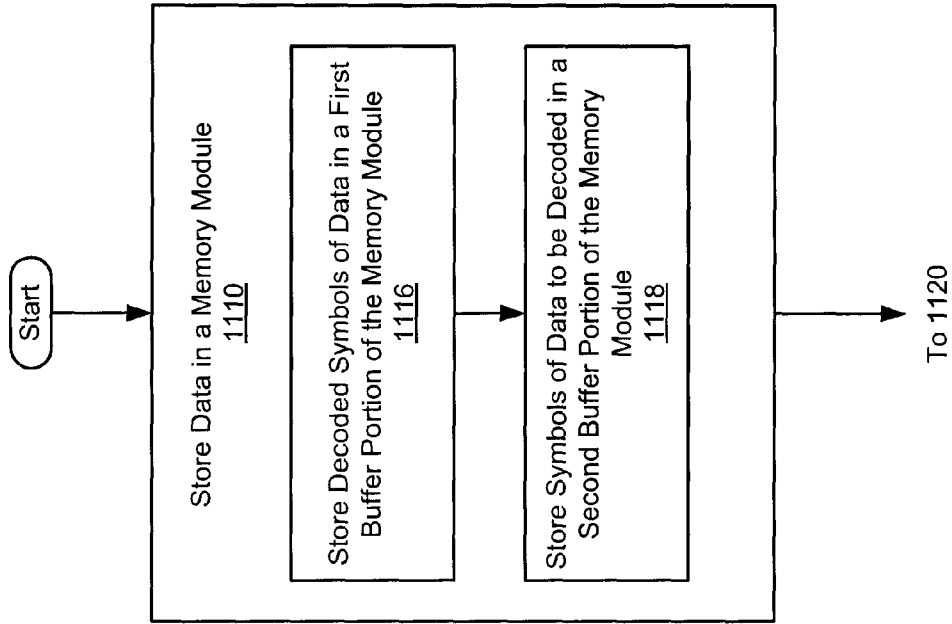 Start
Store Data in a Memory Module
1110
Store Decoded Symbols of Data in a First
Buffer Portion of the Memory Module
1116
Store Symbols of Data to be Decoded in a
Second Buffer Portion of the Memory
Module
1118
To 1120